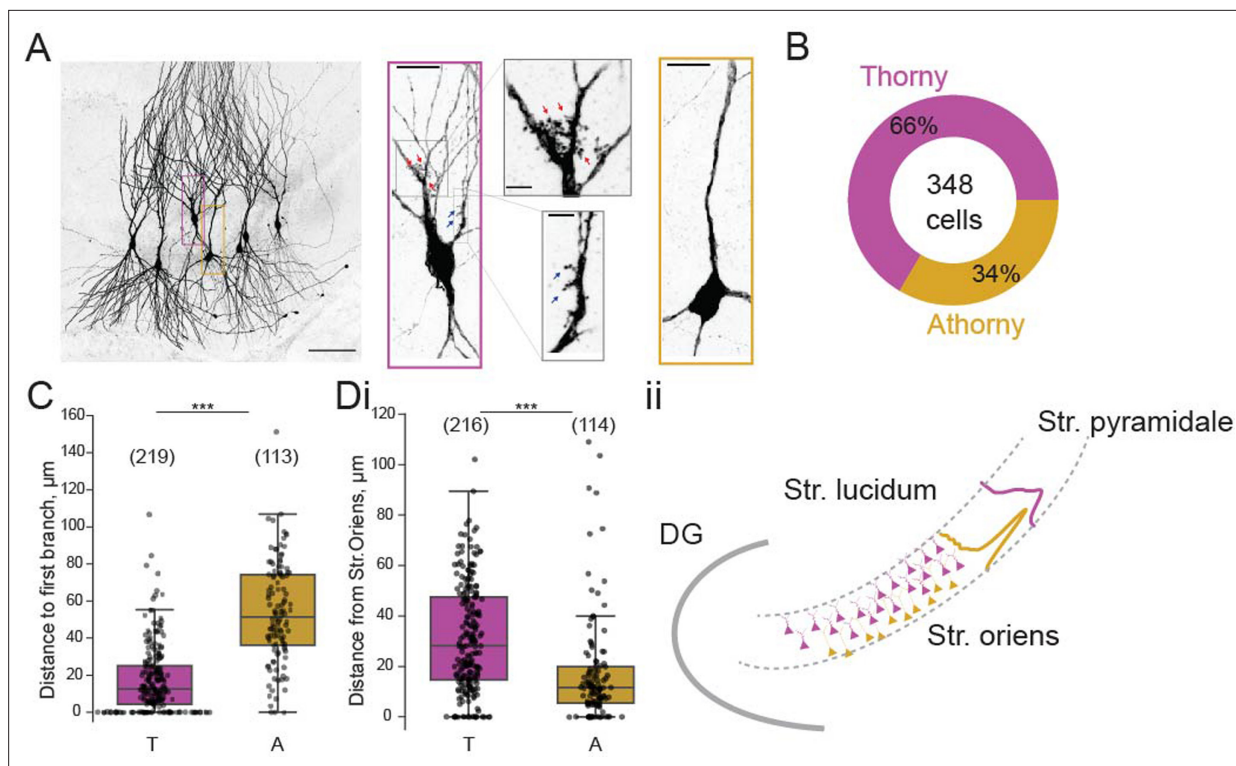 A
B
Thorny
66%
348
cells
34%
Athorny
C
***
160
140
120
100
80
60
40
20
0
Distance to first branch, µm
(219)
(113)
T
A
Di
***
120
100
80
60
40
20
0
Distance from Str.Oriens, µm
(216)
(114)
T
A
ii
Str. pyramidale
Str. lucidum
DG
Str. oriens